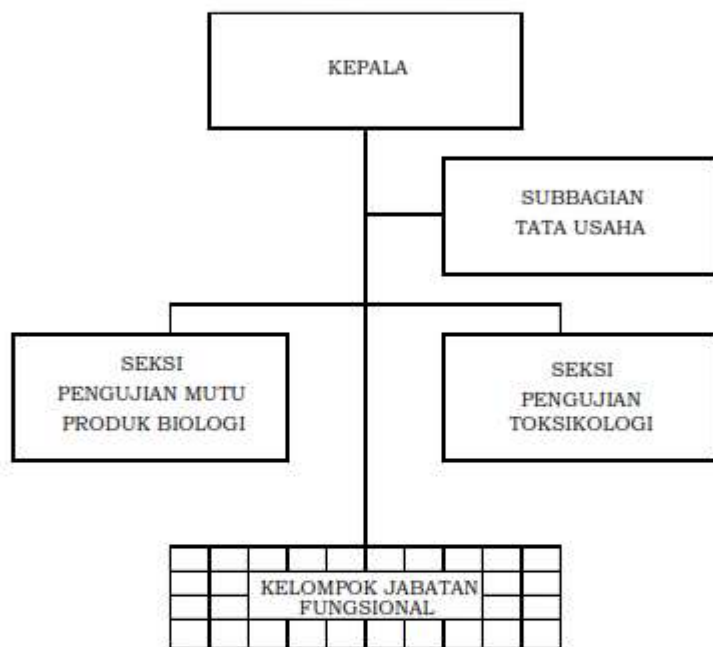 KEPALA
SUBBAGIAN
TATA USAHA
SEKSI
PENGUJIAN MUTU
PRODUK BIOLOGI
SEKSI
PENGUJIAN
TOKSIKOLOGI
KELOMPOK JABATAN
FUNGSIONAL